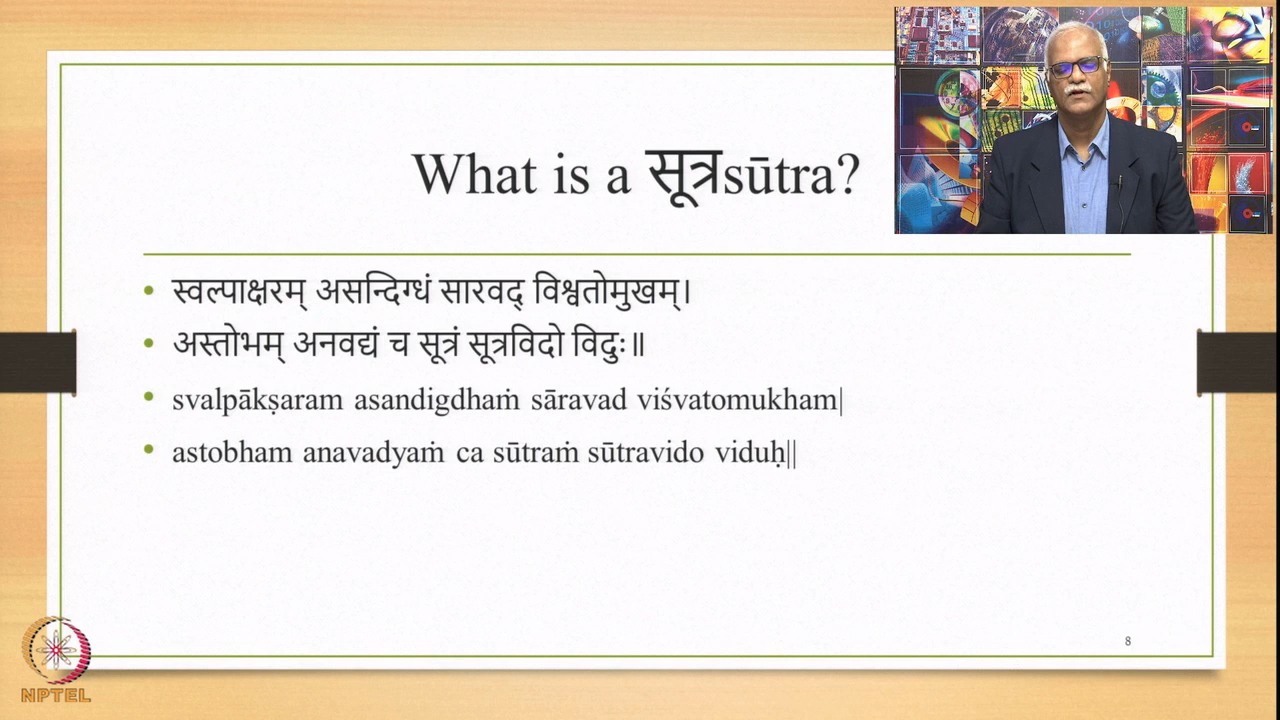 What is a सूत्रsūtra?
• स्वल्पाक्षरम् असन्दिग्धं सारवद् विश्वतोमुखम्।
• अस्तोभम् अनवद्यं च सूत्रं सूत्रविदो विदुः॥
• svalpākṣaram asandigdhaṁ sāravad viśvatomukham|
• astobham anavadyaṁ ca sūtraṁ sūtravido viduḥ||
8
NPTEL